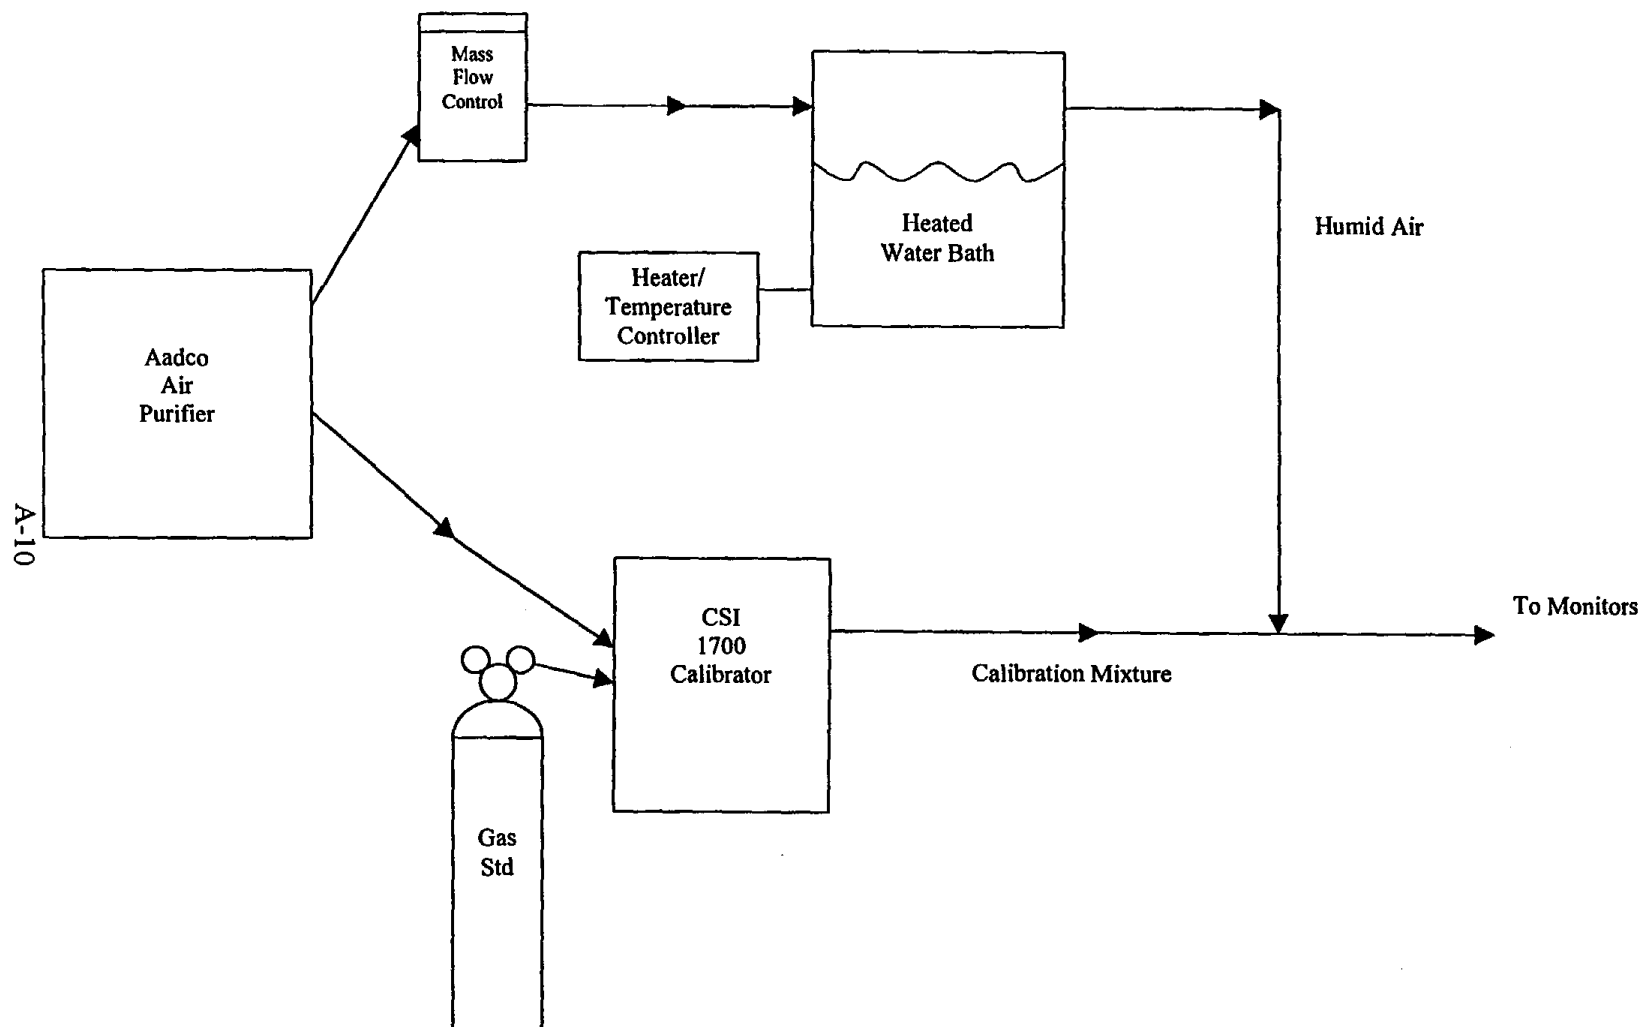 Mass
Flow
Control
Heated
Water Bath
Humid Air
Heater/
Temperature
Controller
Aadco
Air
Purifier
A-10
CSI
1700
Calibrator
To Monitors
Calibration Mixture
Gas
Std